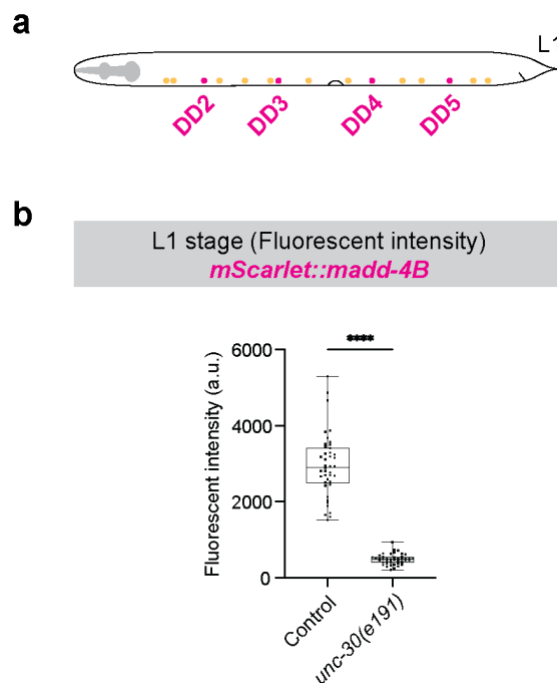 a
L1
DD2
DD3
DD4
DD5
b
L1 stage (Fluorescent intensity)
mScarlet::madd-4B
****
6000
4000
2000
0
Fluorescent intensity (a.u.)
Control
unc-30(e191)